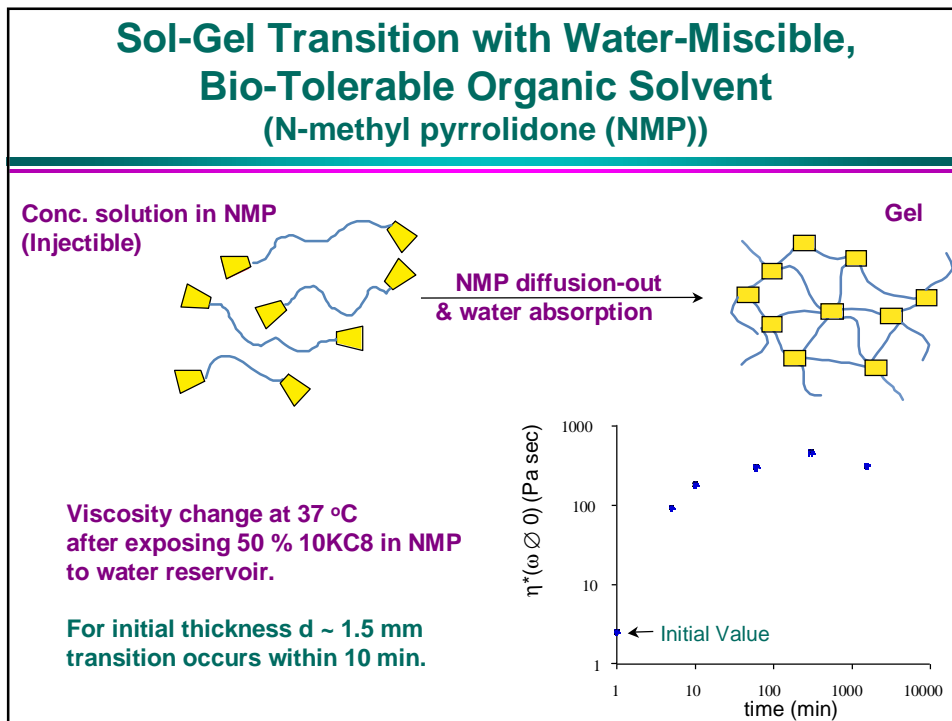 Sol-Gel Transition with Water-Miscible,
Bio-Tolerable Organic Solvent
(N-methyl pyrrolidone (NMP))
Conc. solution in NMP
(Injectible)
NMP diffusion-out
& water absorption
Gel
Viscosity change at 37 °C
after exposing 50 % 10KC8 in NMP
to water reservoir.
For initial thickness d ~ 1.5 mm
transition occurs within 10 min.
η*(ω ∅ 0) (Pa sec)
1000
100
10
1
Initial Value
1 10 100 1000 10000
time (min)